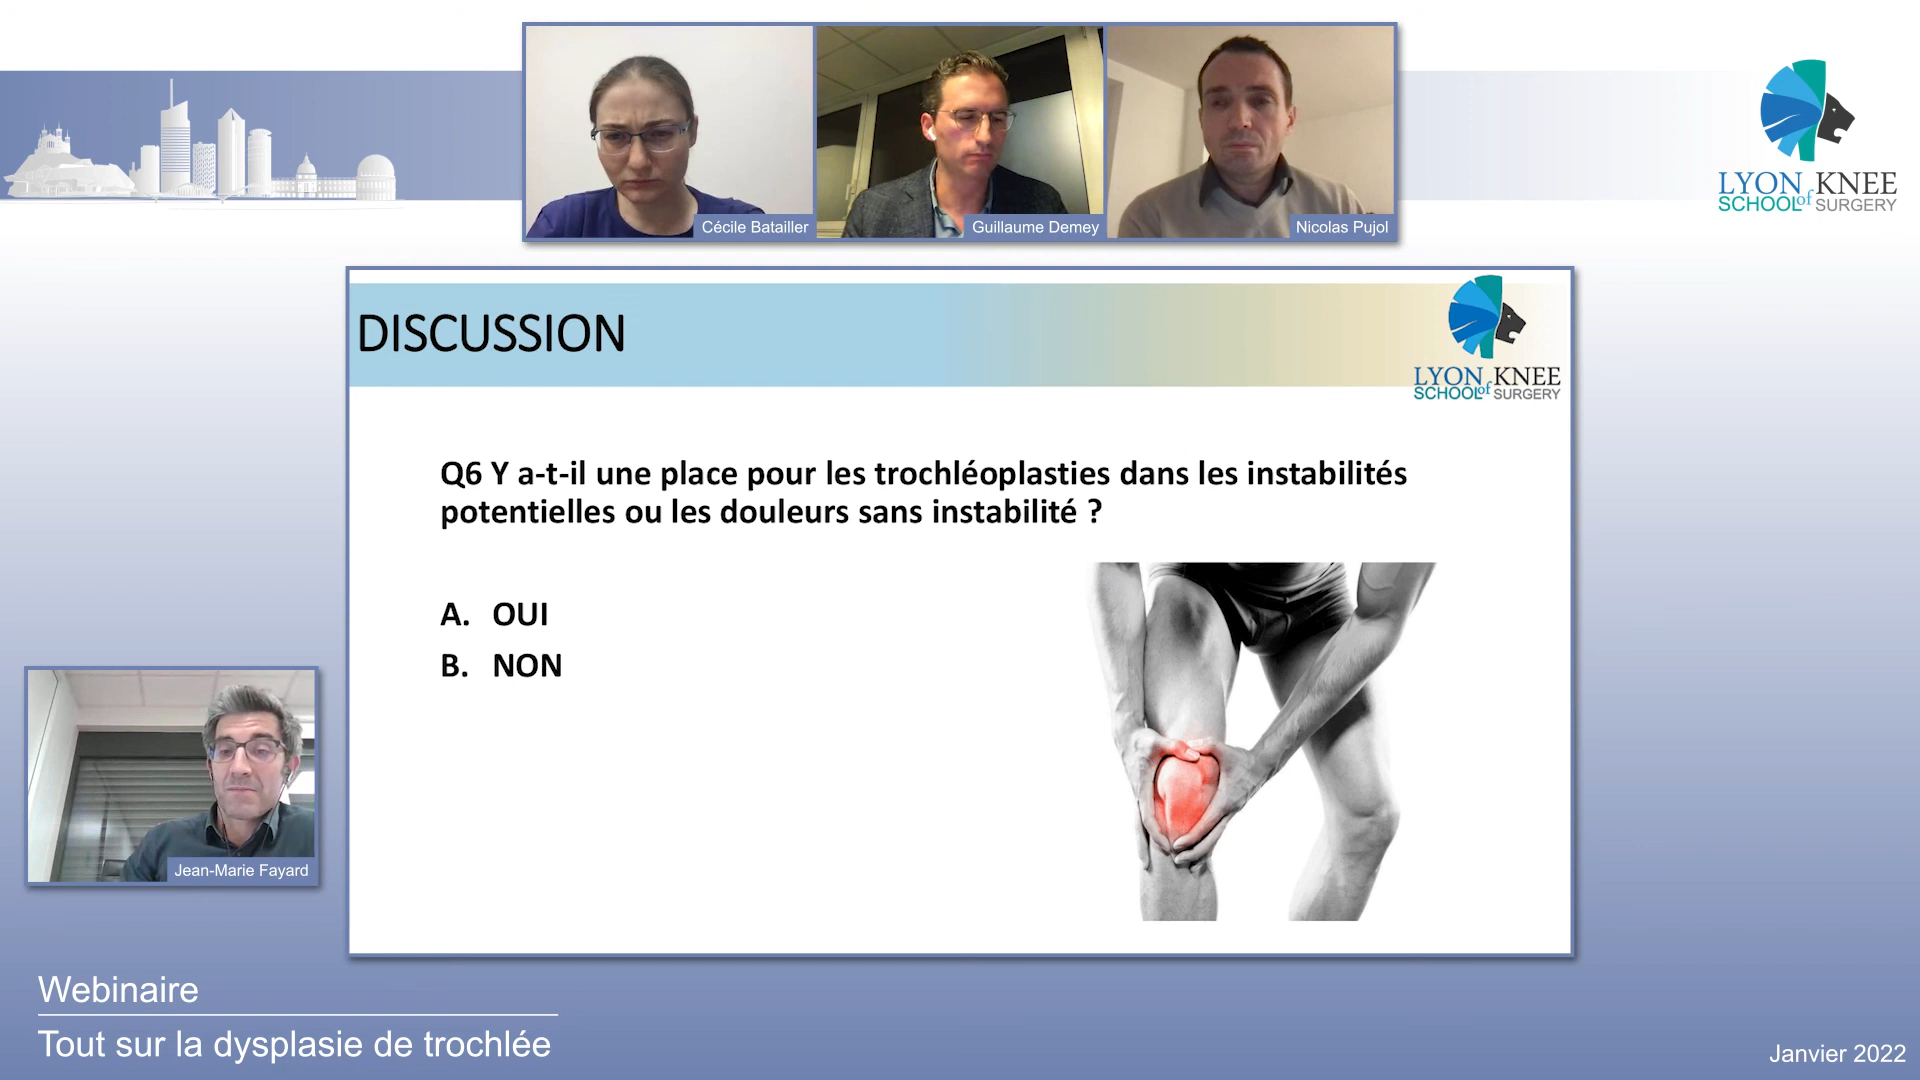 Cécile Batailler
Guillaume Demey
Nicolas Pujol
LYON KNEE
SCHOOL of SURGERY
DISCUSSION
LYON KNEE
SCHOOL of SURGERY
Q6 Y a-t-il une place pour les trochléoplasties dans les instabilités
potentielles ou les douleurs sans instabilité ?
A. OUI
B. NON
Jean-Marie Fayard
Webinaire
Tout sur la dysplasie de trochlée
Janvier 2022